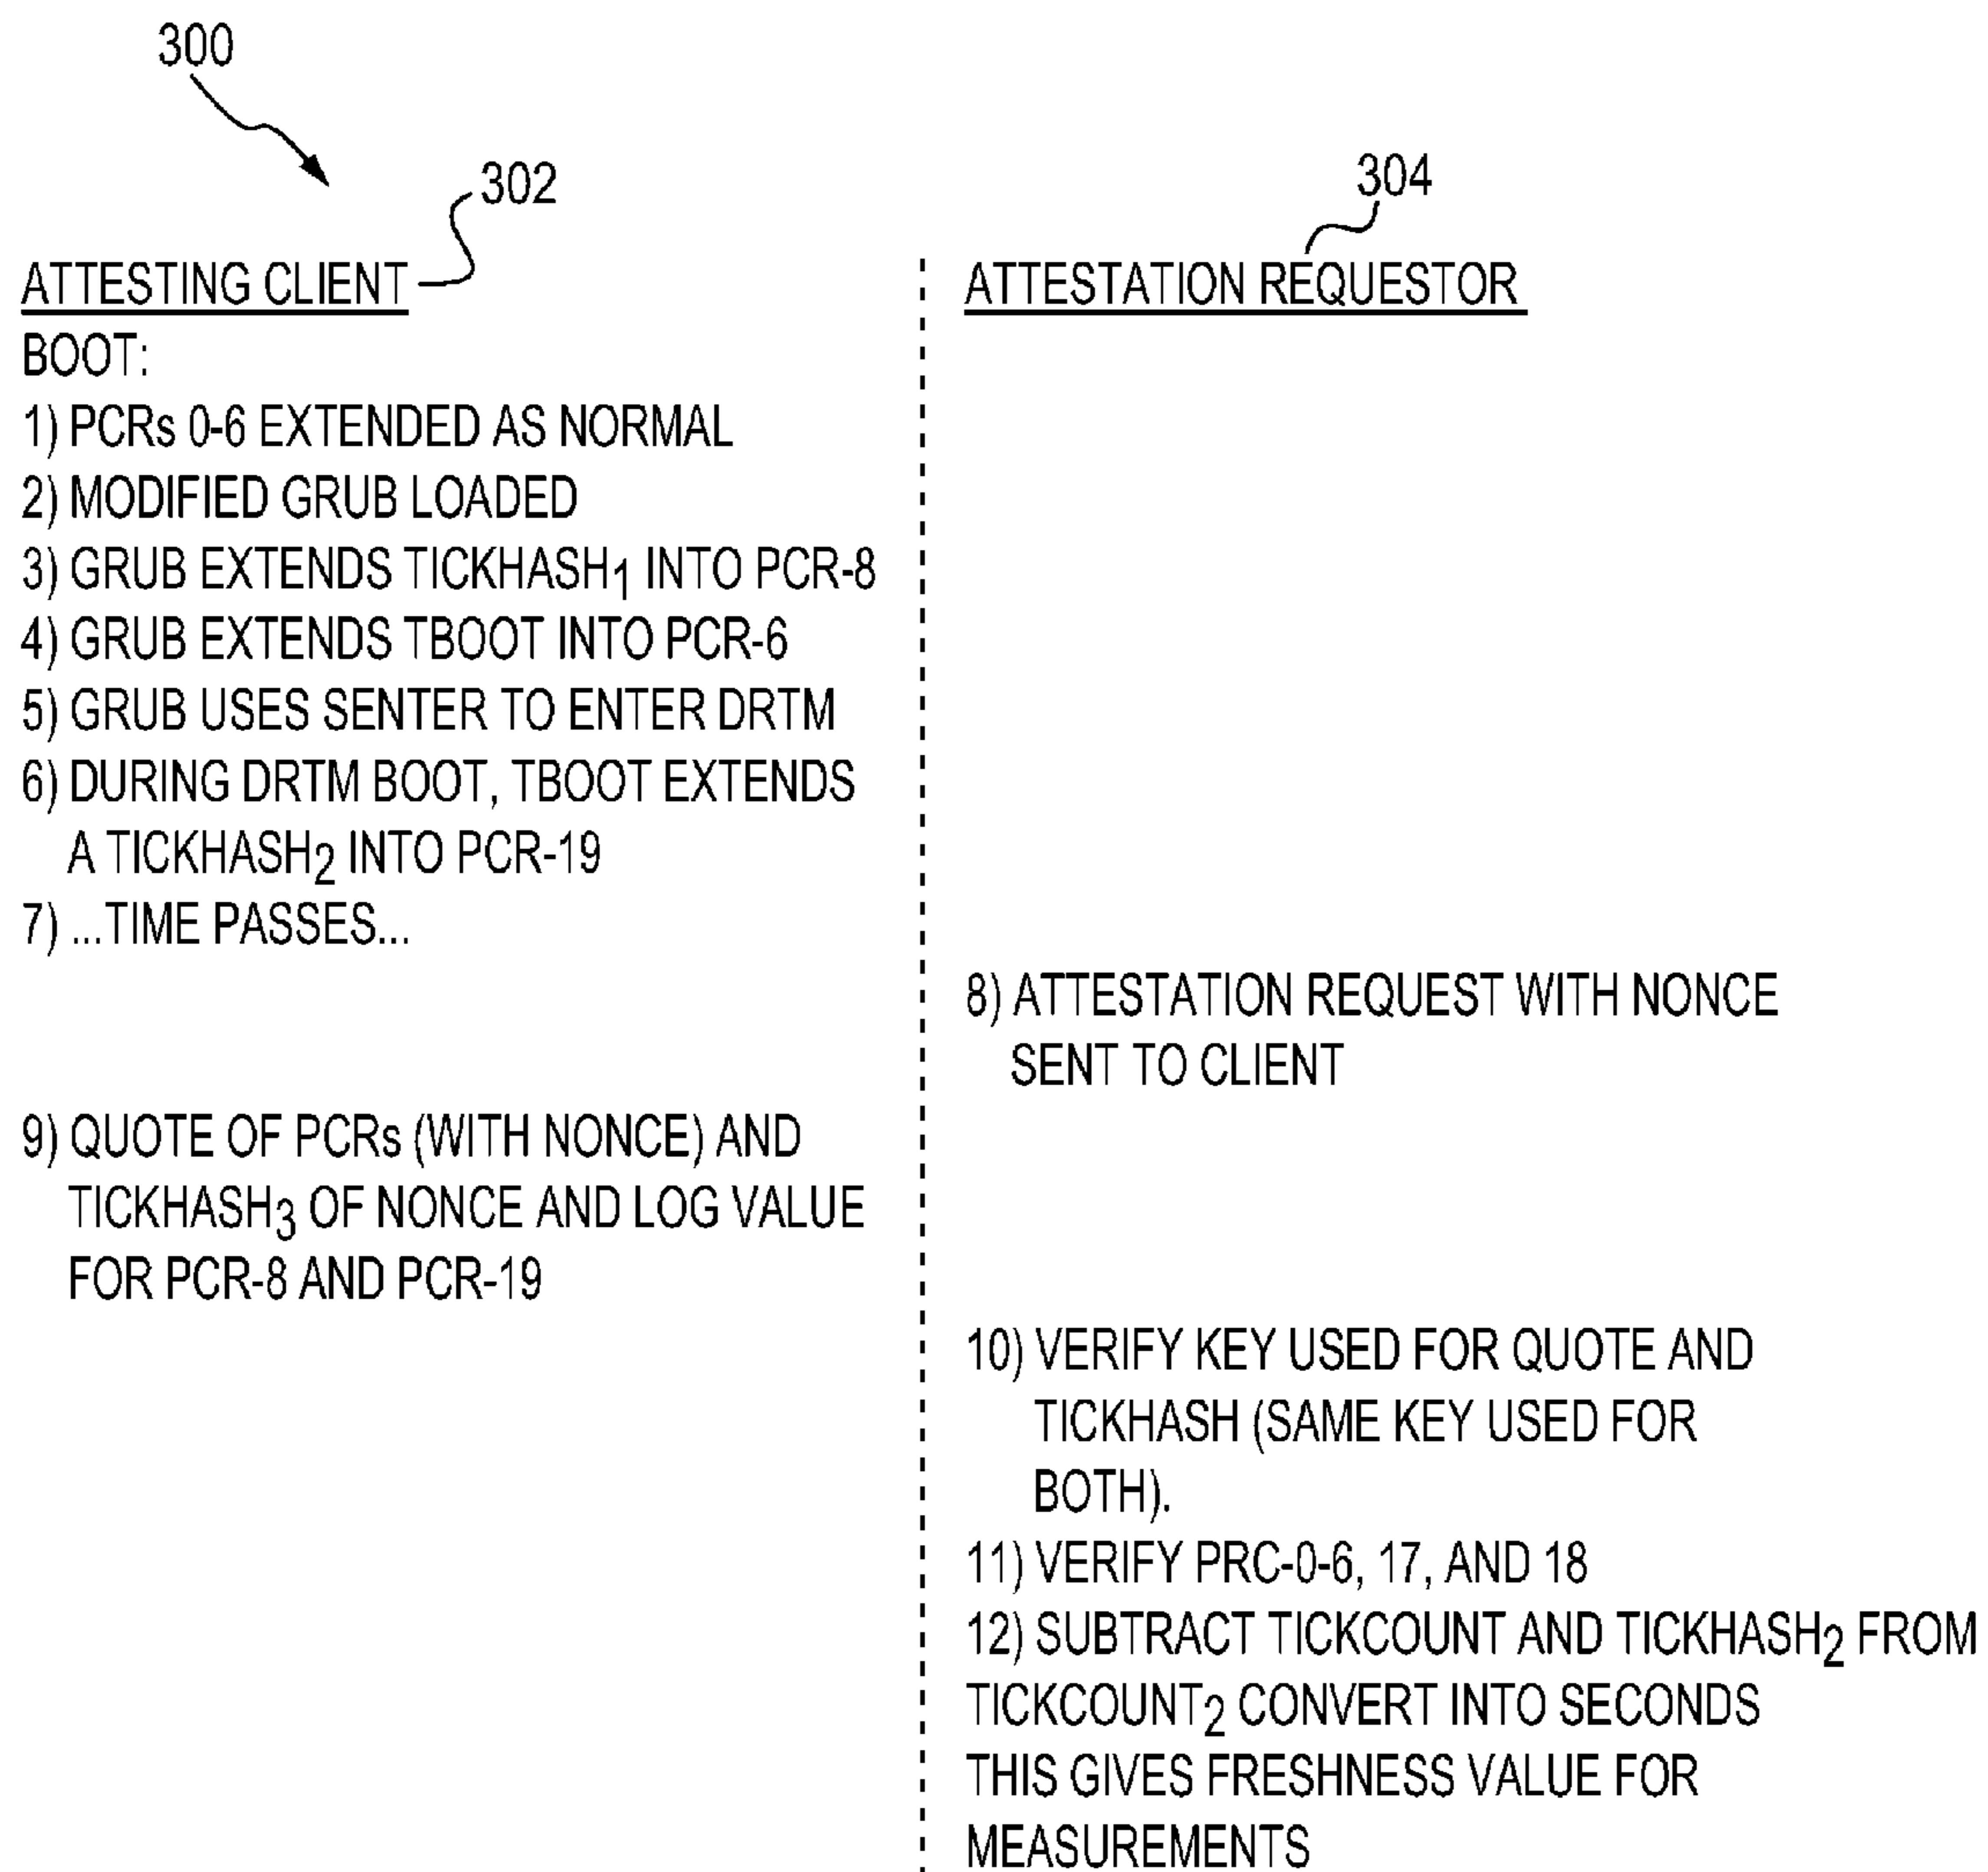 300
302
304
ATTESTING CLIENT
BOOT:
1) PCRs 0-6 EXTENDED AS NORMAL
2) MODIFIED GRUB LOADED
3) GRUB EXTENDS TICKHASH₁ INTO PCR-8
4) GRUB EXTENDS TBOOT INTO PCR-6
5) GRUB USES SENTER TO ENTER DRTM
6) DURING DRTM BOOT, TBOOT EXTENDS
A TICKHASH₂ INTO PCR-19
7) ...TIME PASSES...
ATTESTATION REQUESTOR
8) ATTESTATION REQUEST WITH NONCE
SENT TO CLIENT
9) QUOTE OF PCRs (WITH NONCE) AND
TICKHASH₃ OF NONCE AND LOG VALUE
FOR PCR-8 AND PCR-19
10) VERIFY KEY USED FOR QUOTE AND
TICKHASH (SAME KEY USED FOR
BOTH).
11) VERIFY PRC-0-6, 17, AND 18
12) SUBTRACT TICKCOUNT AND TICKHASH₂ FROM
TICKCOUNT₂ CONVERT INTO SECONDS
THIS GIVES FRESHNESS VALUE FOR
MEASUREMENTS